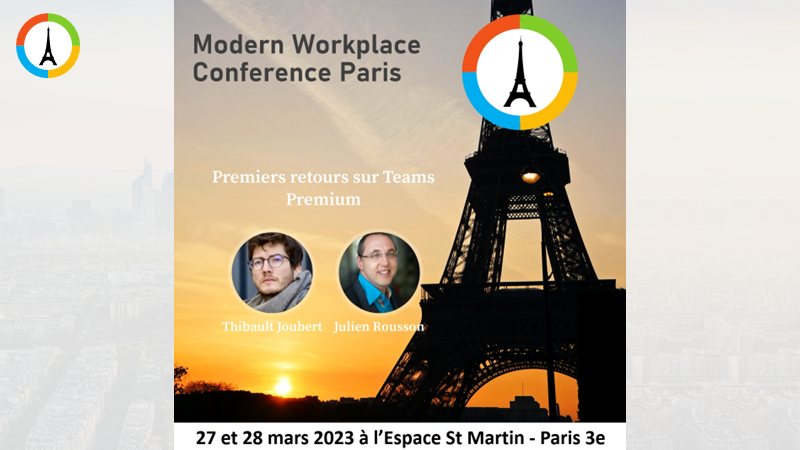 Modern Workplace
Conference Paris
Premiers retours sur Teams
Premium
Thibault Joubert
Julien Rousson
27 et 28 mars 2023 à l’Espace St Martin - Paris 3e